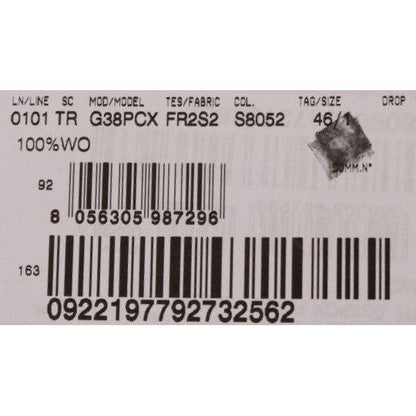 LN/LINE SC MOD/MODEL TES/FABRIC COL. TAG/SIZE DROP
0101 TR G38PCX FR2S2 S8052 46/1
100%WO
COMM.N°
92
8 056305 987296
163
0922197792732562